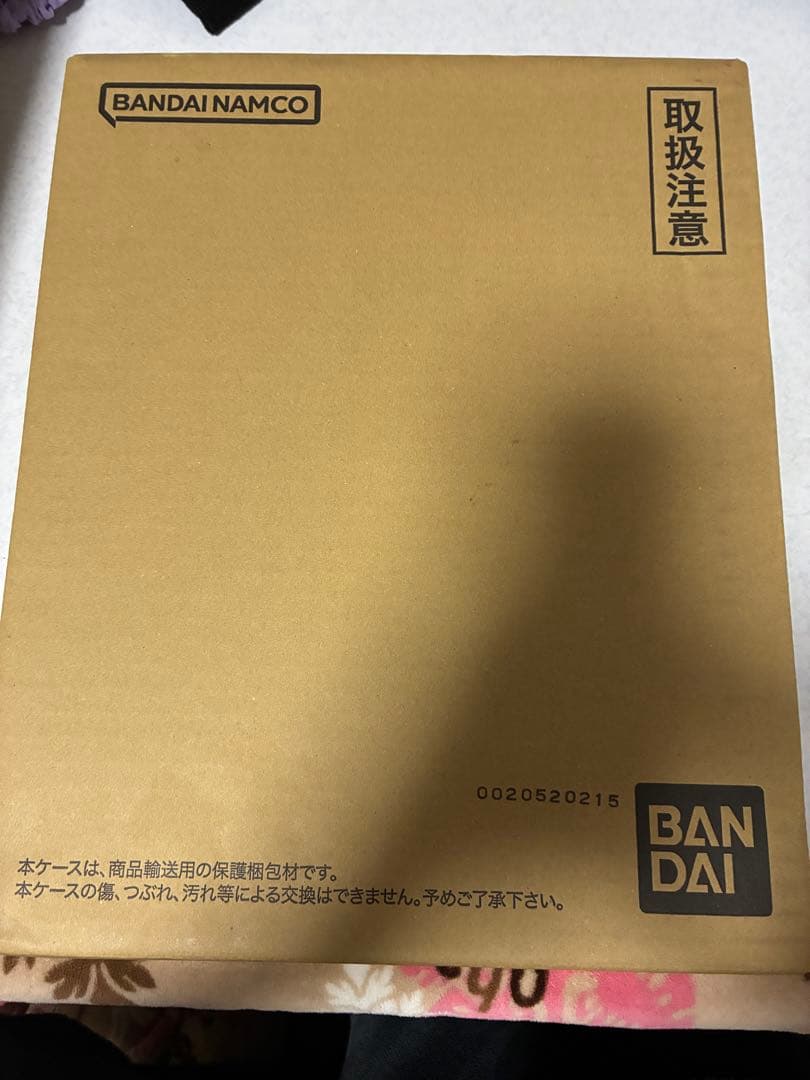 BANDAI NAMCO
取扱注意
0020520215
BAN
DAI
本ケースは、商品輸送用の保護梱包材です。
本ケースの傷、つぶれ、汚れ等による交換はできません。予めご了承下さい。